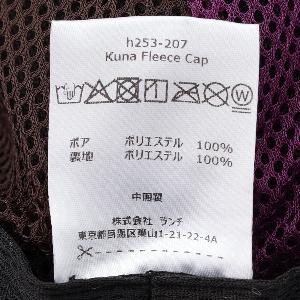 h253-207
Kuna Fleece Cap
ボア ポリエステル 100%
裏地 ポリエステル 100%
中国製
株式会社 ランチ
東京都目黒区東山1-21-22-4A